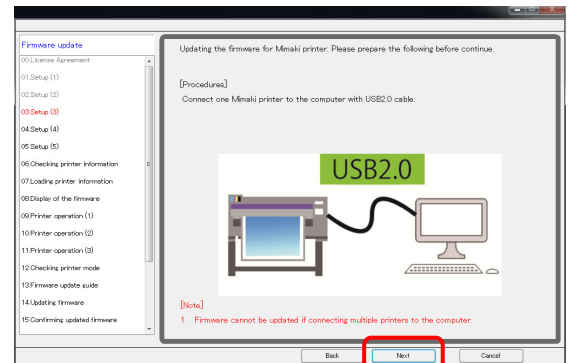 Firmware update
00.License Agreement
01.Setup (1)
02.Setup (2)
03.Setup (3)
04.Setup (4)
05.Setup (5)
06.Checking printer information
07.Loading printer information
08.Display of the firmware
09.Printer operation (1)
10.Printer operation (2)
11.Printer operation (3)
12.Checking printer mode
13.Firmware update guide
14.Updating firmware
15.Confirming updated firmware
Updating the firmware for Mimaki printer. Please prepare the following before continue.
[Procedures]
Connect one Mimaki printer to the computer with USB2.0 cable.
USB2.0
[Note]
1. Firmware cannot be updated if connecting multiple printers to the computer.
Back
Next
Cancel